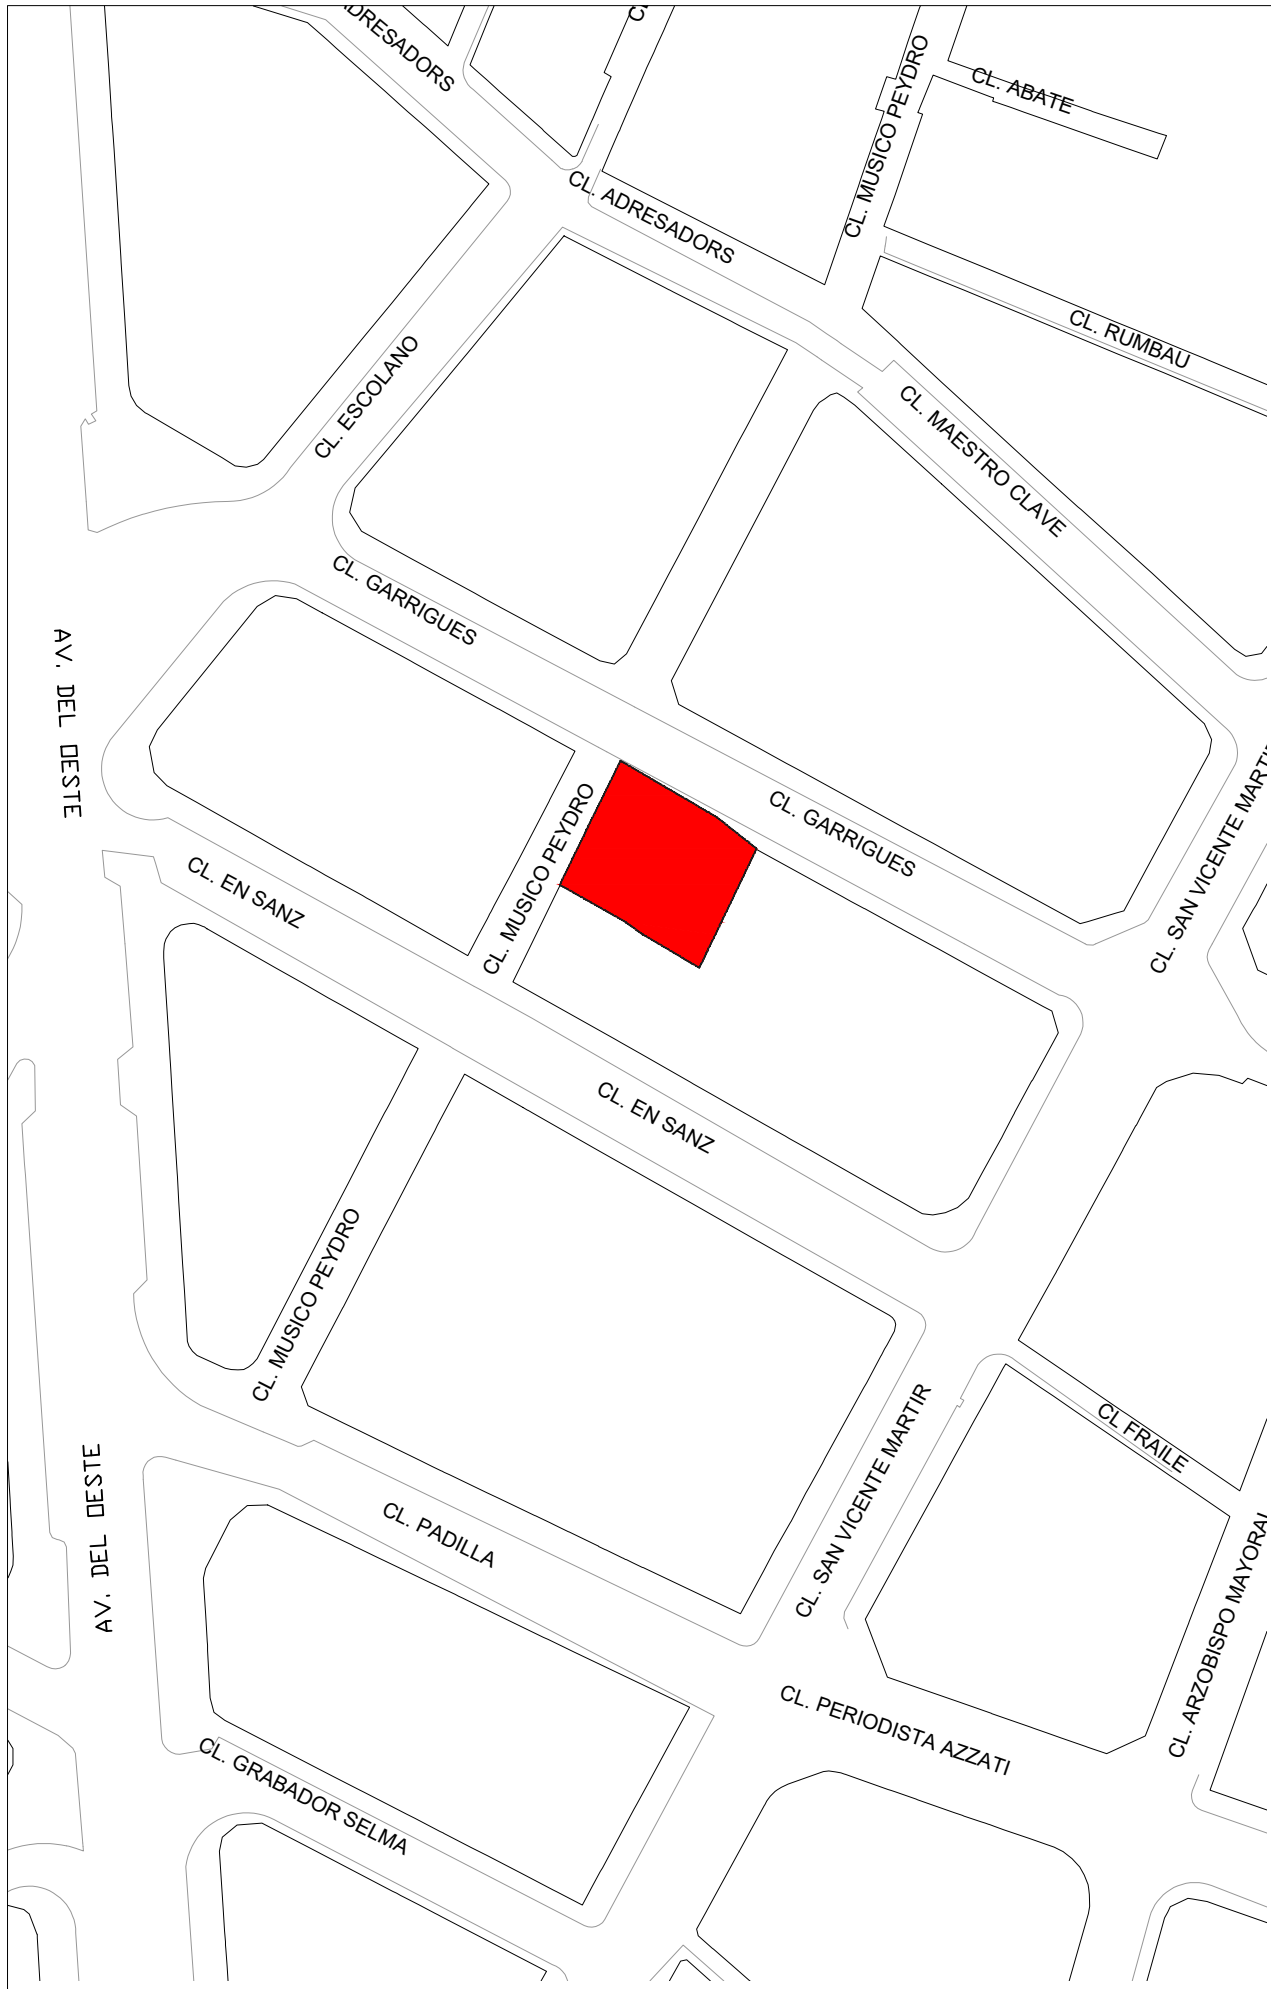 ADRESADORS
CL. ABATE
CL. MUSICO PEYDRO
CL. ADRESADORS
CL. RUMBAU
CL. ESCOLANO
CL. MAESTRO CLAVE
CL. GARRIGUES
AV. DEL OESTE
CL. MUSICO PEYDRO
CL. GARRIGUES
CL. SAN VICENTE MARTIR
CL. EN SANZ
CL. EN SANZ
CL. MUSICO PEYDRO
CL. SAN VICENTE MARTIR
CL FRAILE
AV. DEL OESTE
CL. PADILLA
CL. ARZOBISPO MAYORAL
CL. PERIODISTA AZZATI
CL. GRABADOR SELMA